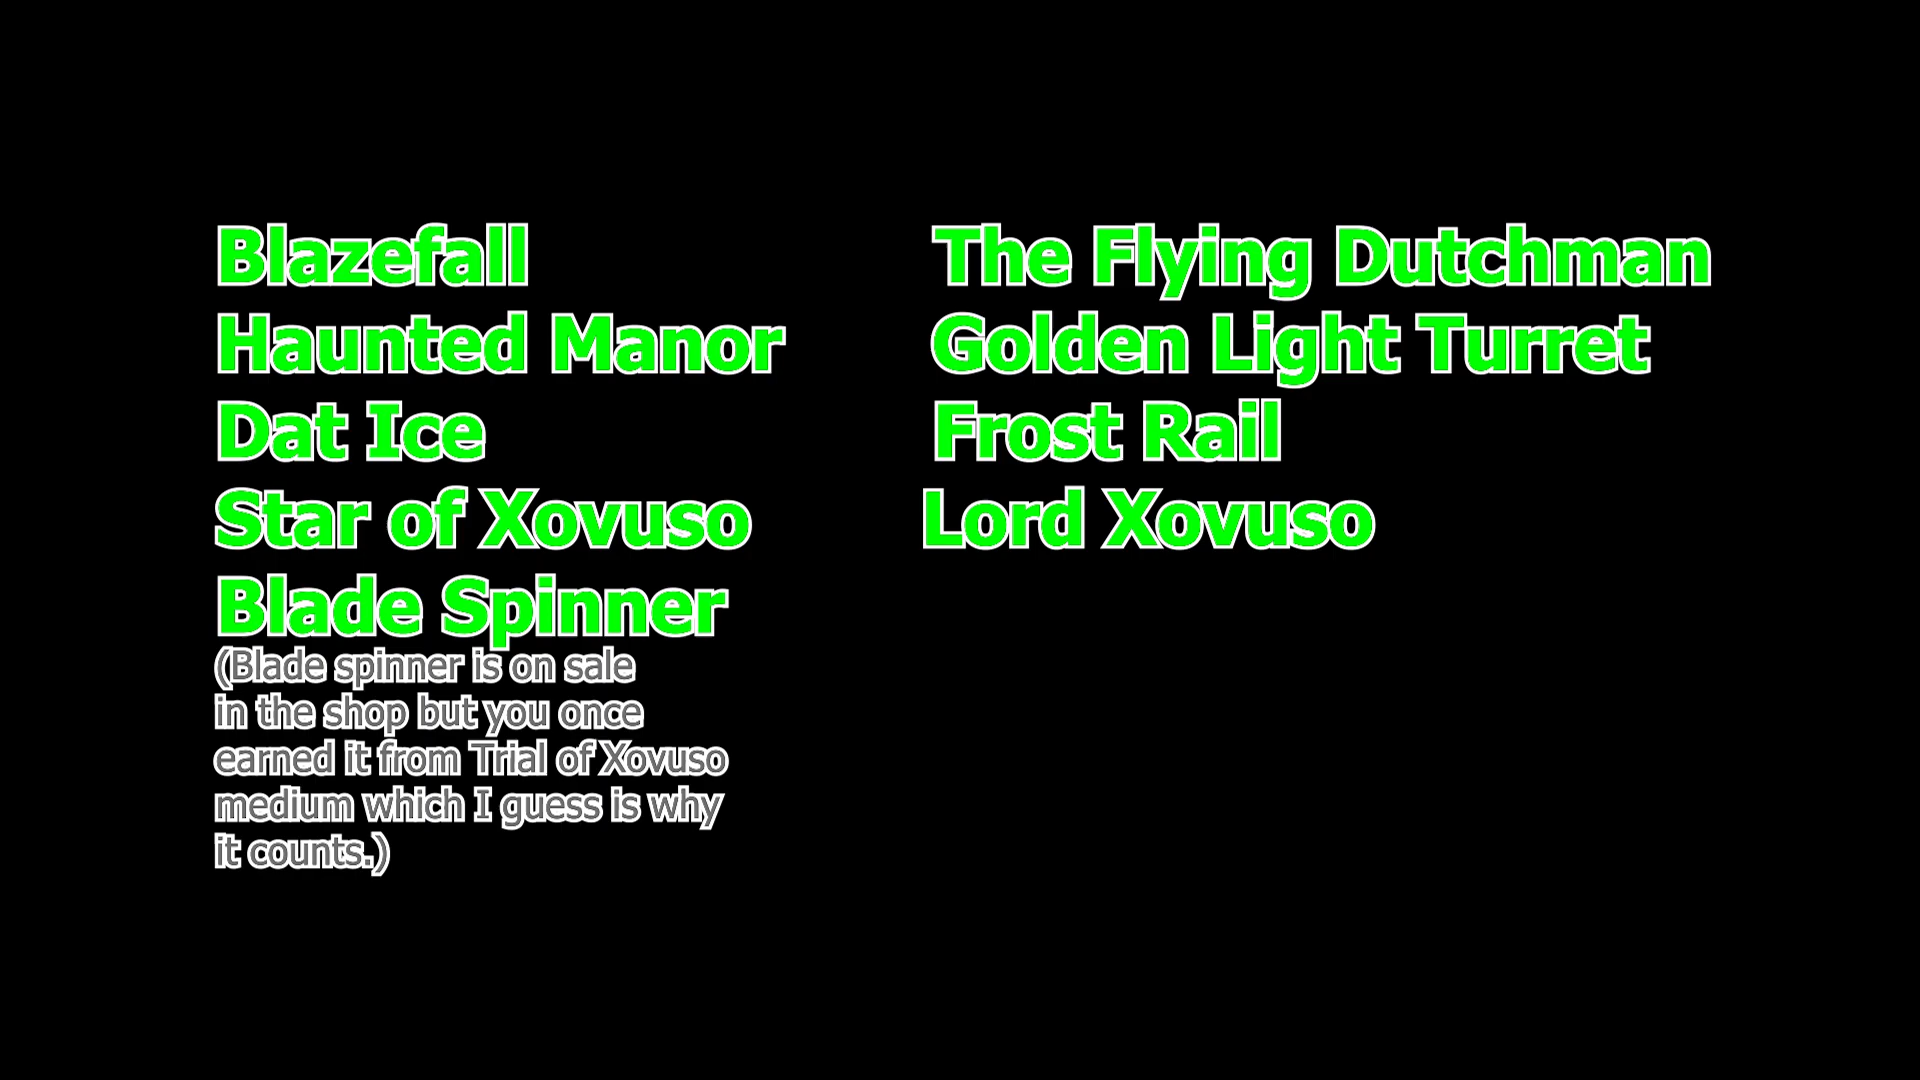 Blazefall
Haunted Manor
Dat Ice
Star of Xovuso
Blade Spinner
(Blade spinner is on sale
in the shop but you once
earned it from Trial of Xovuso
medium which I guess is why
it counts.)
The Flying Dutchman
Golden Light Turret
Frost Rail
Lord Xovuso